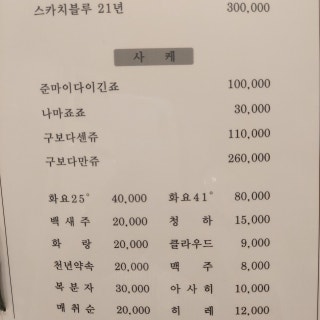 스카치블루 21년 300,000
사 케
준마이다이긴죠 100,000
나마죠죠 30,000
구보다센쥬 110,000
구보다만쥬 260,000
화요25° 40,000 화요41° 80,000
백세주 20,000 청 하 15,000
화 랑 20,000 클라우드 9,000
천년약속 20,000 맥 주 8,000
복분자 30,000 아사히 10,000
매취순 20,000 히 레 12,000